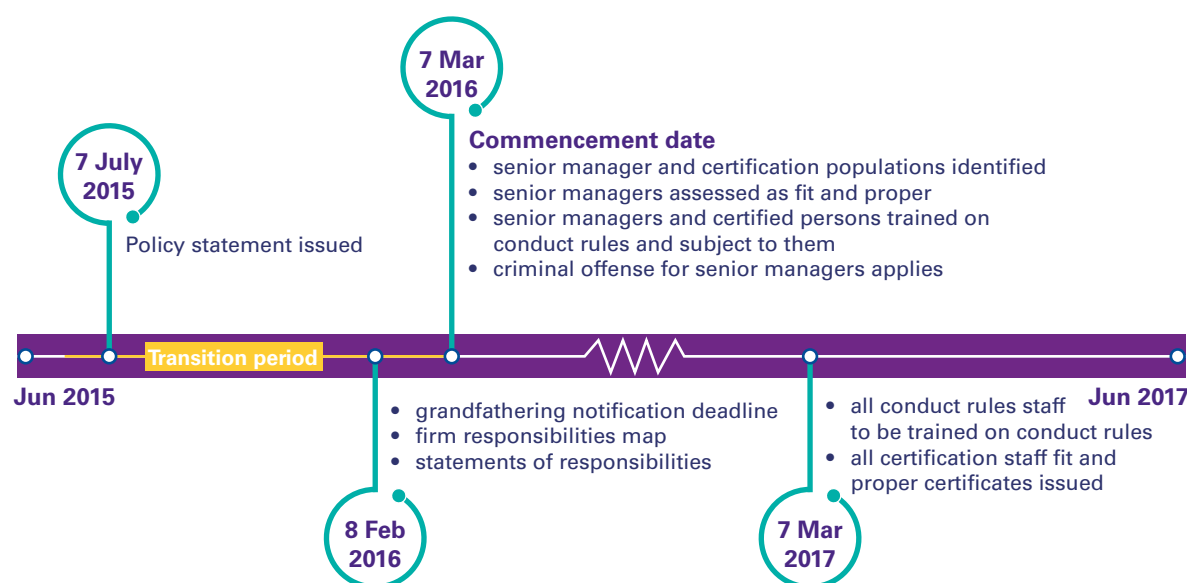 7 Mar
2016
Commencement date
• senior manager and certification populations identified
• senior managers assessed as fit and proper
• senior managers and certified persons trained on
conduct rules and subject to them
• criminal offense for senior managers applies
7 July
2015
Policy statement issued
Transition period
Jun 2015
Jun 2017
• grandfathering notification deadline
• firm responsibilities map
• statements of responsibilities
8 Feb
2016
• all conduct rules staff
to be trained on conduct rules
• all certification staff fit and
proper certificates issued
7 Mar
2017